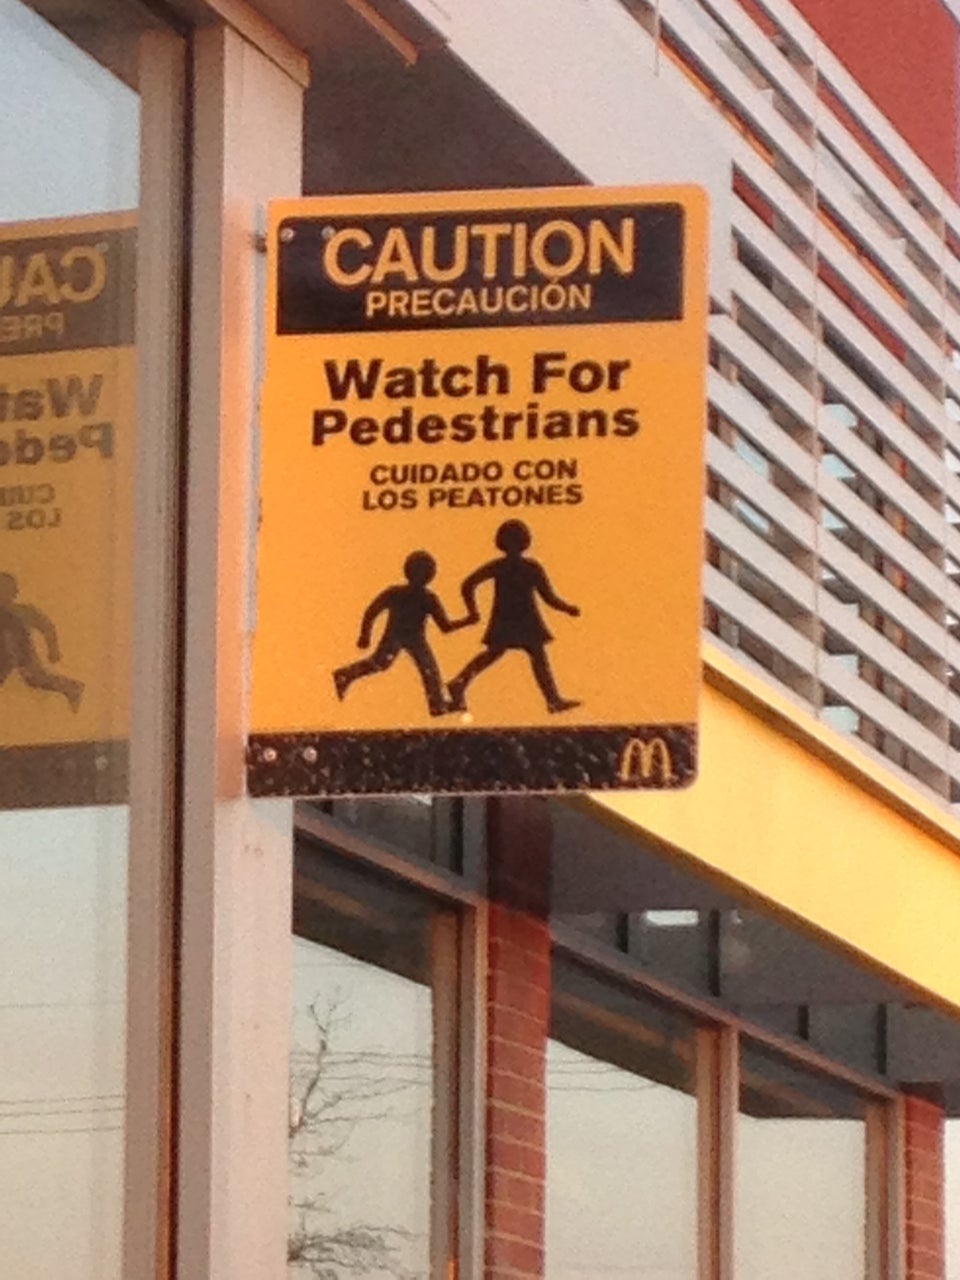 CAUTION
PRECAUCIÓN
Watch For
Pedestrians
CUIDADO CON
LOS PEATONES